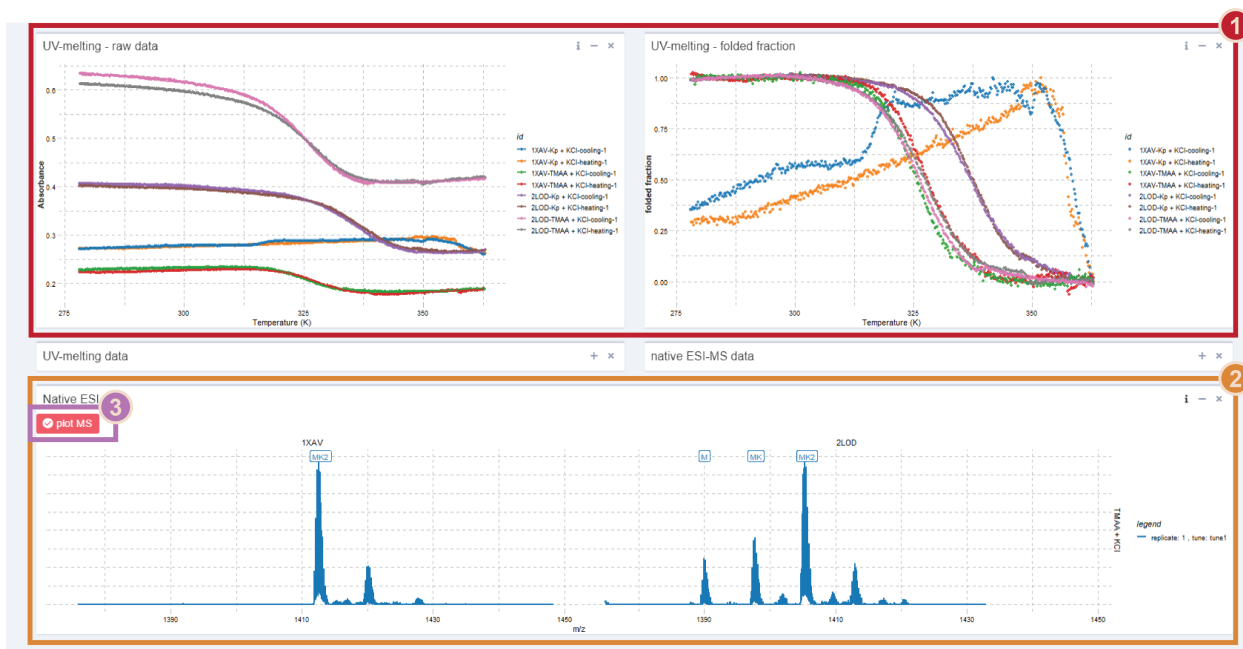 1
UV-melting - raw data
i − ×
0.6
0.5
0.4
0.3
0.2
Absorbance
275
300
325
350
Temperature (K)
id
1XAV-Kp + KCl-cooling-1
1XAV-Kp + KCl-heating-1
1XAV-TMAA + KCl-cooling-1
1XAV-TMAA + KCl-heating-1
2LOD-Kp + KCl-cooling-1
2LOD-Kp + KCl-heating-1
2LOD-TMAA + KCl-cooling-1
2LOD-TMAA + KCl-heating-1
UV-melting - folded fraction
i − ×
1.00
0.75
0.50
0.25
0.00
folded fraction
275
300
325
350
Temperature (K)
id
1XAV-Kp + KCl-cooling-1
1XAV-Kp + KCl-heating-1
1XAV-TMAA + KCl-cooling-1
1XAV-TMAA + KCl-heating-1
2LOD-Kp + KCl-cooling-1
2LOD-Kp + KCl-heating-1
2LOD-TMAA + KCl-cooling-1
2LOD-TMAA + KCl-heating-1
UV-melting data
+ ×
native ESI-MS data
+ ×
2
Native ESI
i − ×
3
plot MS
1XAV
2LOD
MK2
M
MK
MK2
TMAA + KCl
legend
replicate: 1 , tune: tune1
1390
1410
1430
1450
1390
1410
1430
1450
m/z